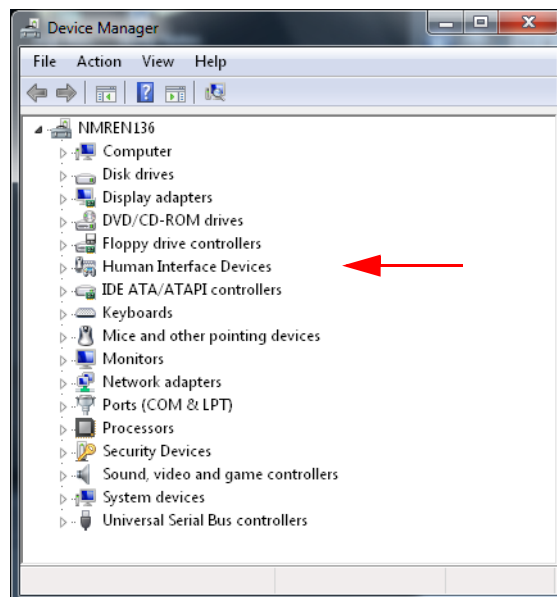 Device Manager
File Action View Help
NMREN136
Computer
Disk drives
Display adapters
DVD/CD-ROM drives
Floppy drive controllers
Human Interface Devices
IDE ATA/ATAPI controllers
Keyboards
Mice and other pointing devices
Monitors
Network adapters
Ports (COM & LPT)
Processors
Security Devices
Sound, video and game controllers
System devices
Universal Serial Bus controllers